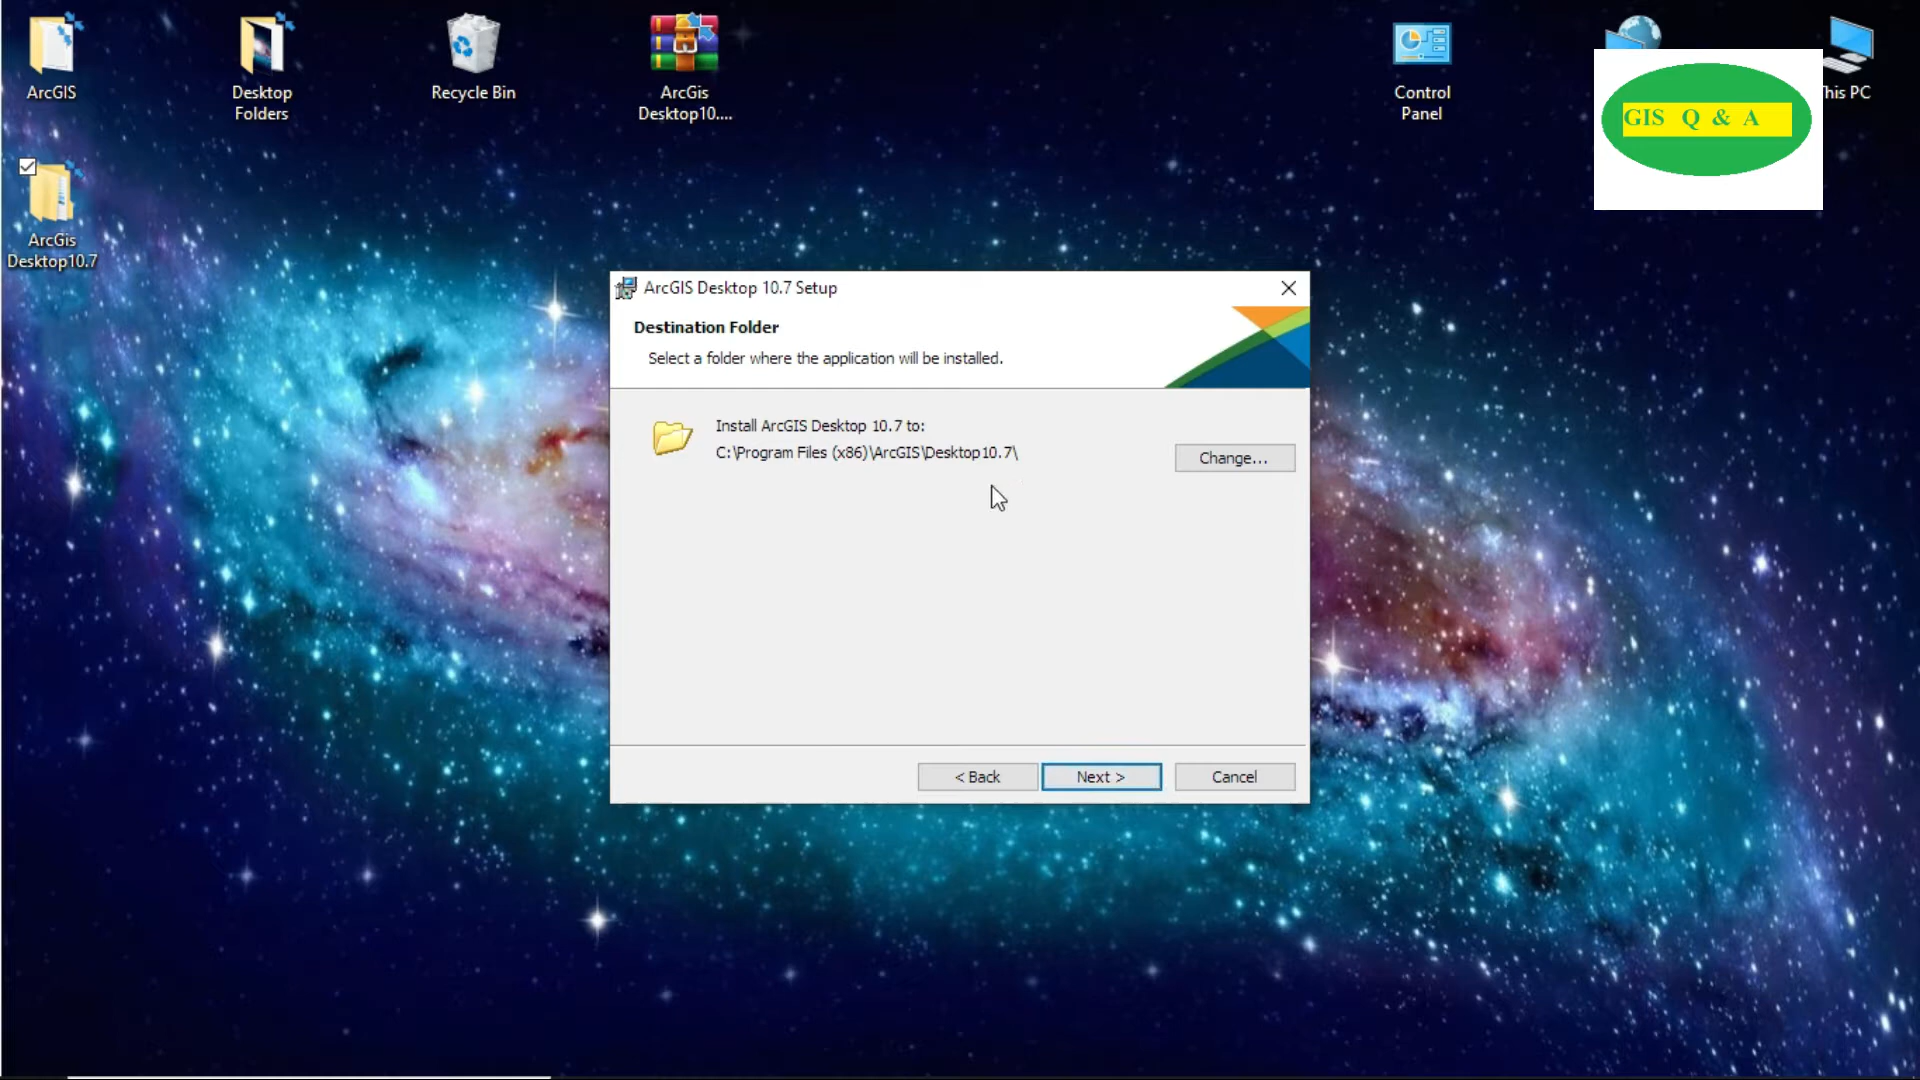 ArcGIS
Desktop
Folders
Recycle Bin
ArcGis
Desktop10....
Control
Panel
GIS Q & A
his PC
ArcGis
Desktop10.7
ArcGIS Desktop 10.7 Setup
Destination Folder
Select a folder where the application will be installed.
Install ArcGIS Desktop 10.7 to:
C:\Program Files (x86)\ArcGIS\Desktop10.7\
Change...
< Back
Next >
Cancel